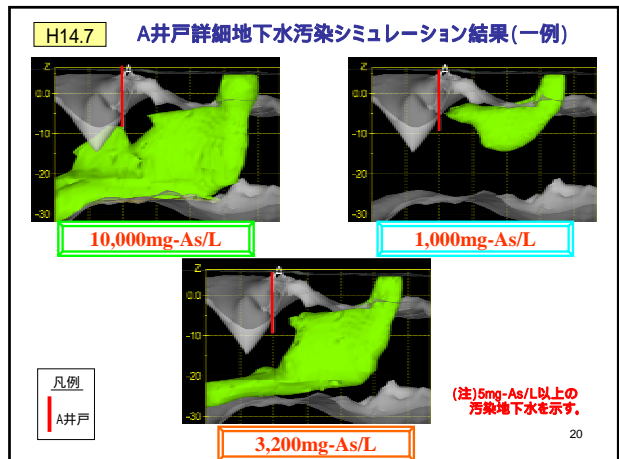 H14.7
A井戸詳細地下水汚染シミュレーション結果(一例)
Z
A
0.0
-10
-20
-30
10,000mg-As/L
Z
A
0.0
-10
-20
-30
1,000mg-As/L
Z
A
0.0
-10
-20
-30
3,200mg-As/L
凡例
A井戸
(注)5mg-As/L以上の
汚染地下水を示す。
20